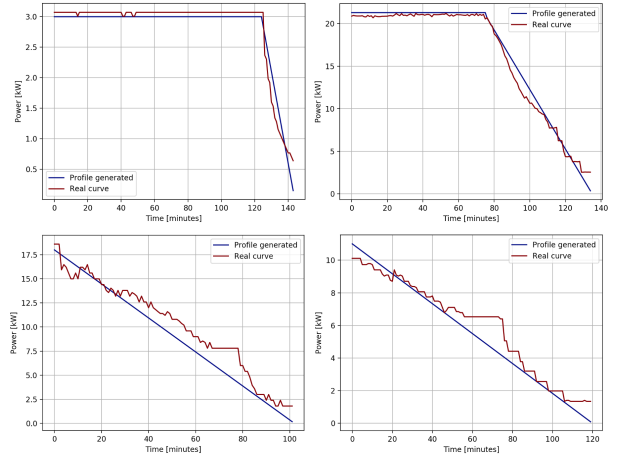 3.0
2.5
2.0
1.5
1.0
0.5
Power [kW]
Profile generated
Real curve
0 20 40 60 80 100 120 140
Time [minutes]
20
15
10
5
0
Power [kW]
Profile generated
Real curve
0 20 40 60 80 100 120 140
Time [minutes]
17.5
15.0
12.5
10.0
7.5
5.0
2.5
0.0
Power [kW]
Profile generated
Real curve
0 20 40 60 80 100
Time [minutes]
10
8
6
4
2
0
Power [kW]
Profile generated
Real curve
0 20 40 60 80 100 120
Time [minutes]